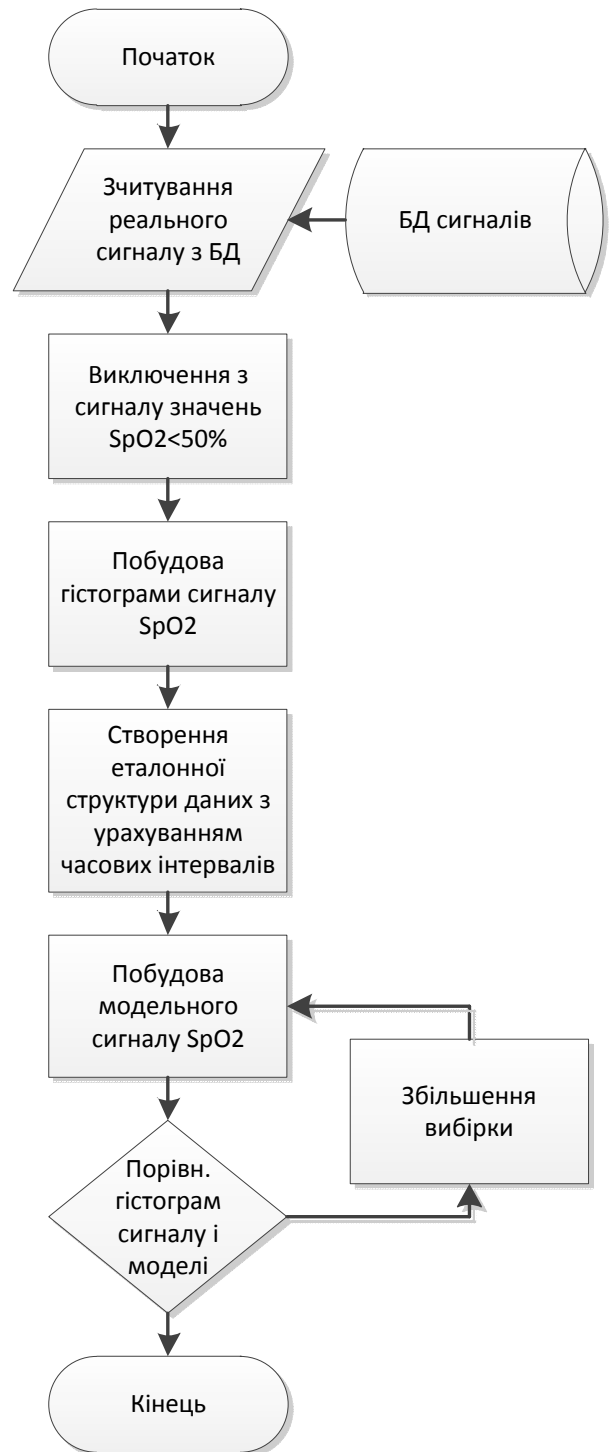 Початок
Зчитування
реального
сигналу з БД
БД сигналів
Виключення з
сигналу значень
SpO2<50%
Побудова
гістограми сигналу
SpO2
Створення
еталонної
структури даних з
урахуванням
часових інтервалів
Побудова
модельного
сигналу SpO2
Збільшення
вибірки
Порівн.
гістограм
сигналу і
моделі
Кінець